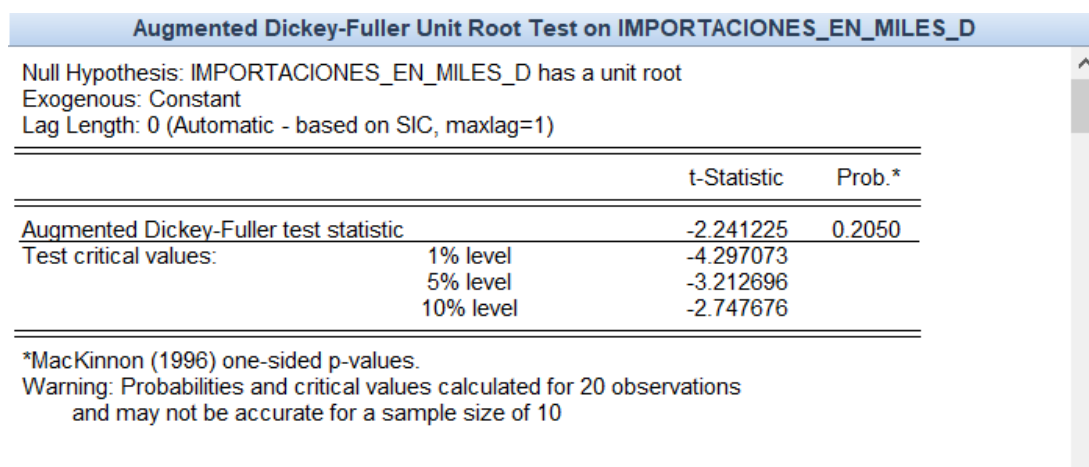 Augmented Dickey-Fuller Unit Root Test on IMPORTACIONES_EN_MILES_D
Null Hypothesis: IMPORTACIONES_EN_MILES_D has a unit root
Exogenous: Constant
Lag Length: 0 (Automatic - based on SIC, maxlag=1)
t-Statistic Prob.*
Augmented Dickey-Fuller test statistic -2.241225 0.2050
Test critical values: 1% level -4.297073
5% level -3.212696
10% level -2.747676
*MacKinnon (1996) one-sided p-values.
Warning: Probabilities and critical values calculated for 20 observations
and may not be accurate for a sample size of 10